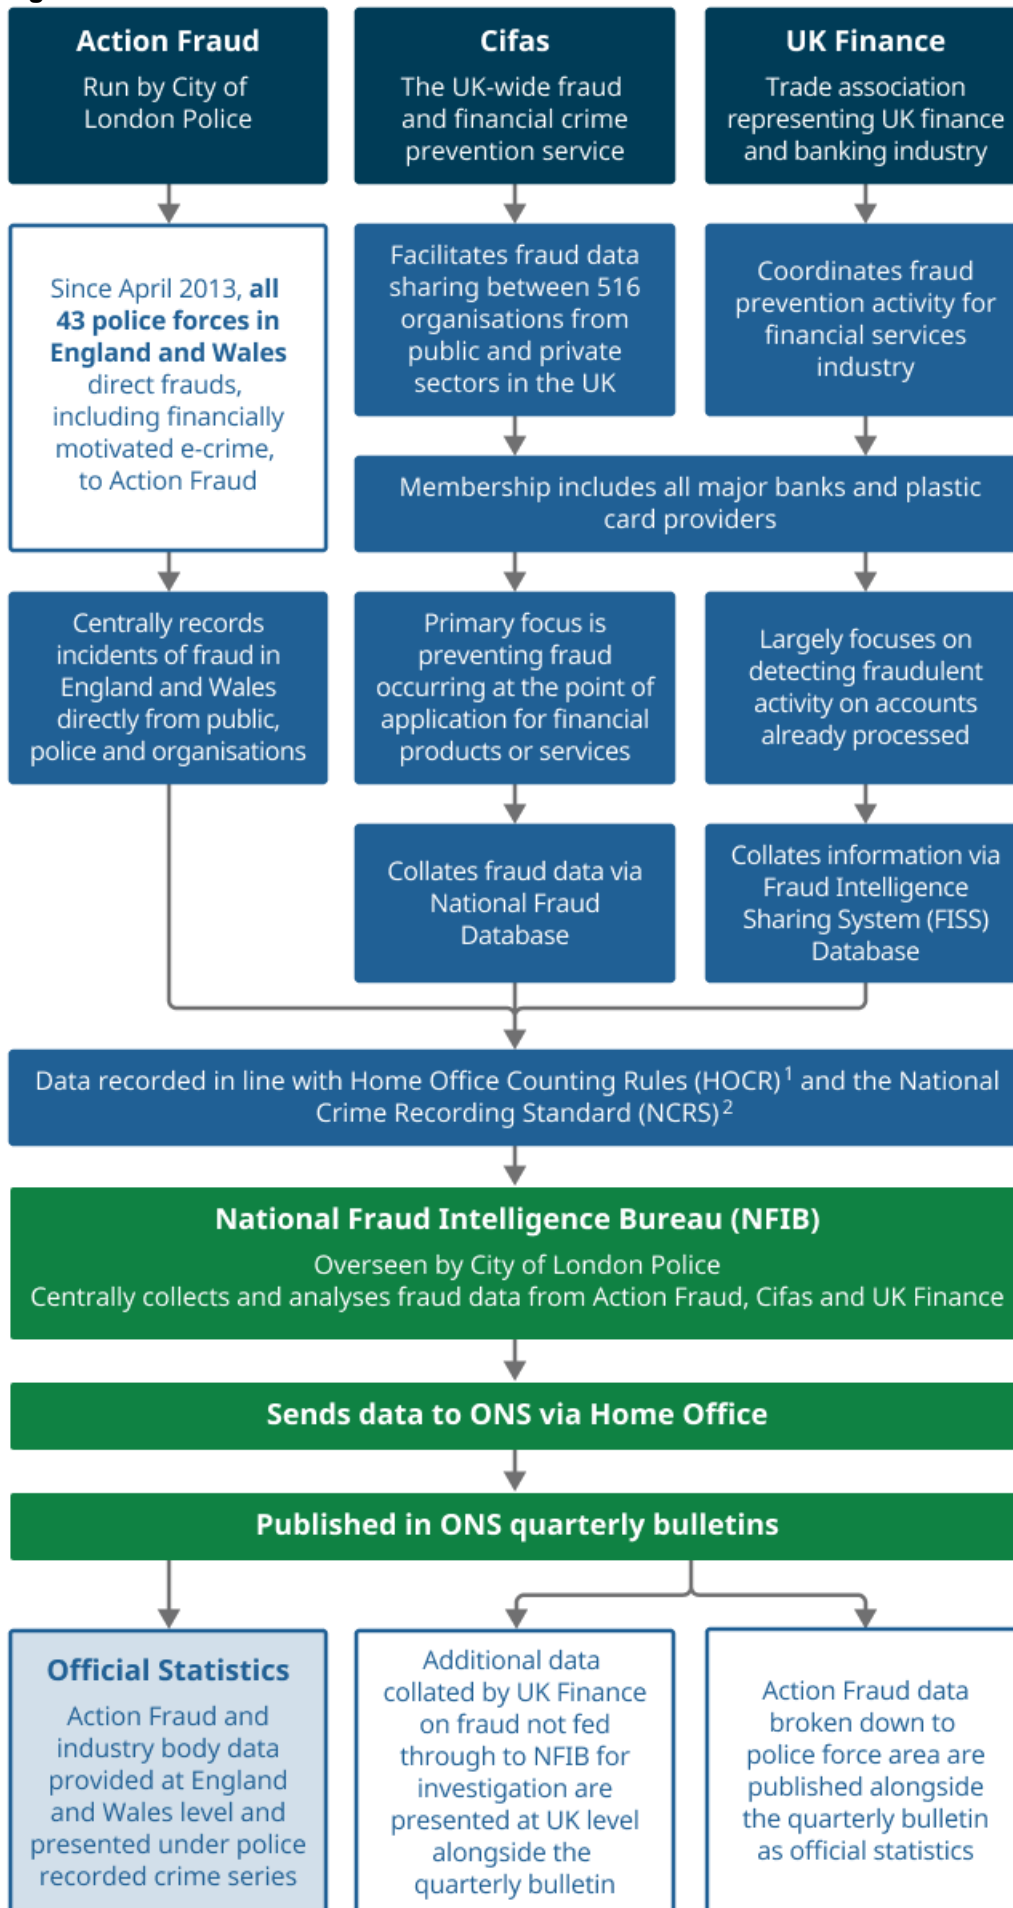 Action Fraud
Run by City of
London Police
Cifas
The UK-wide fraud
and financial crime
prevention service
UK Finance
Trade association
representing UK finance
and banking industry
Since April 2013, all
43 police forces in
England and Wales
direct frauds,
including financially
motivated e-crime,
to Action Fraud
Facilitates fraud data
sharing between 516
organisations from
public and private
sectors in the UK
Coordinates fraud
prevention activity for
financial services
industry
Membership includes all major banks and plastic
card providers
Centrally records
incidents of fraud in
England and Wales
directly from public,
police and organisations
Primary focus is
preventing fraud
occurring at the point of
application for financial
products or services
Largely focuses on
detecting fraudulent
activity on accounts
already processed
Collates fraud data via
National Fraud
Database
Collates information via
Fraud Intelligence
Sharing System (FISS)
Database
Data recorded in line with Home Office Counting Rules (HOCR)1 and the National
Crime Recording Standard (NCRS)2
National Fraud Intelligence Bureau (NFIB)
Overseen by City of London Police
Centrally collects and analyses fraud data from Action Fraud, Cifas and UK Finance
Sends data to ONS via Home Office
Published in ONS quarterly bulletins
Official Statistics
Action Fraud and
industry body data
provided at England
and Wales level and
presented under police
recorded crime series
Additional data
collated by UK Finance
on fraud not fed
through to NFIB for
investigation are
presented at UK level
alongside the
quarterly bulletin
Action Fraud data
broken down to
police force area are
published alongside
the quarterly bulletin
as official statistics